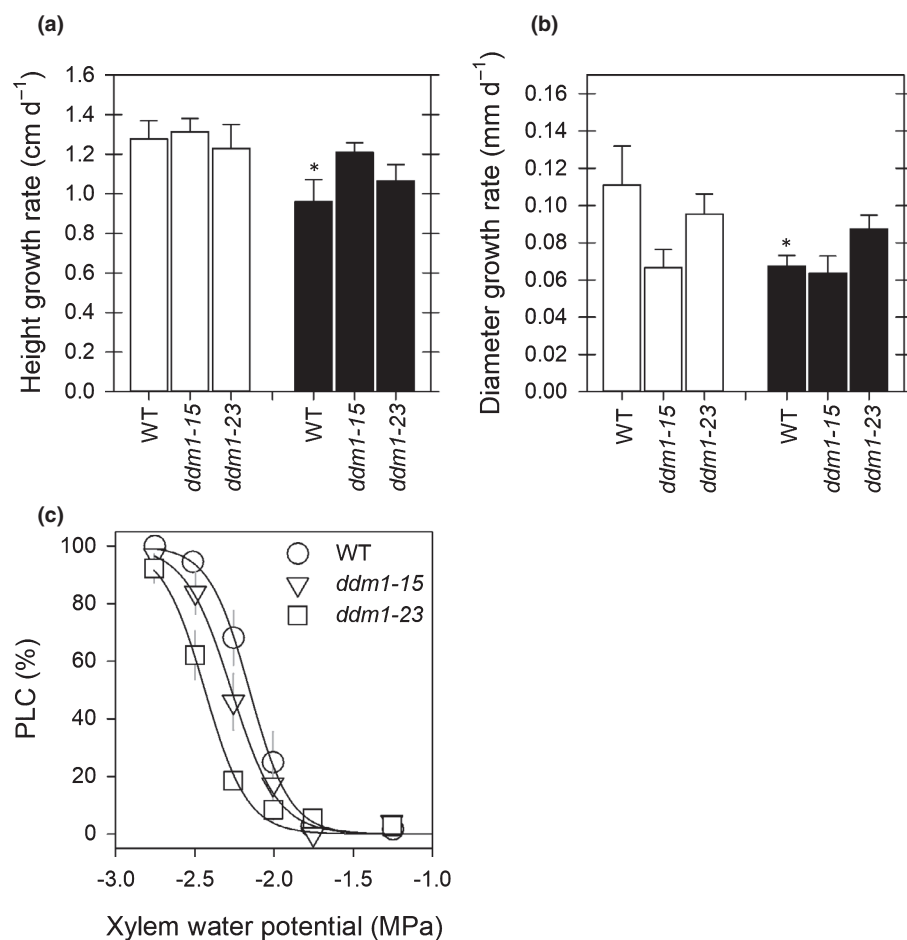 (a)
Height growth rate (cm d⁻¹)
1.6
1.4
1.2
1.0
0.8
0.6
0.4
0.2
0.0
*
WT
ddm1-15
ddm1-23
WT
ddm1-15
ddm1-23
(b)
Diameter growth rate (mm d⁻¹)
0.16
0.14
0.12
0.10
0.08
0.06
0.04
0.02
0.00
*
WT
ddm1-15
ddm1-23
WT
ddm1-15
ddm1-23
(c)
PLC (%)
100
80
60
40
20
0
WT
ddm1-15
ddm1-23
-3.0 -2.5 -2.0 -1.5 -1.0
Xylem water potential (MPa)